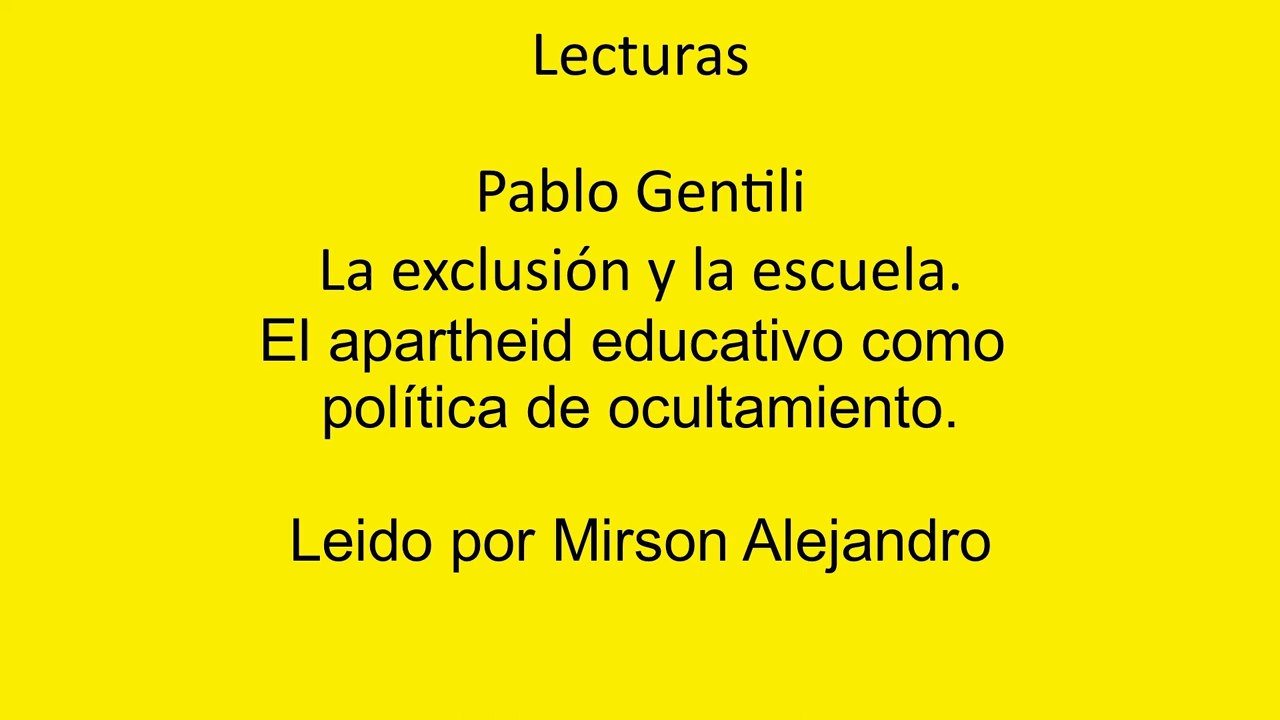 Lecturas
Pablo Gentili
La exclusión y la escuela.
El apartheid educativo como
política de ocultamiento.
Leido por Mirson Alejandro